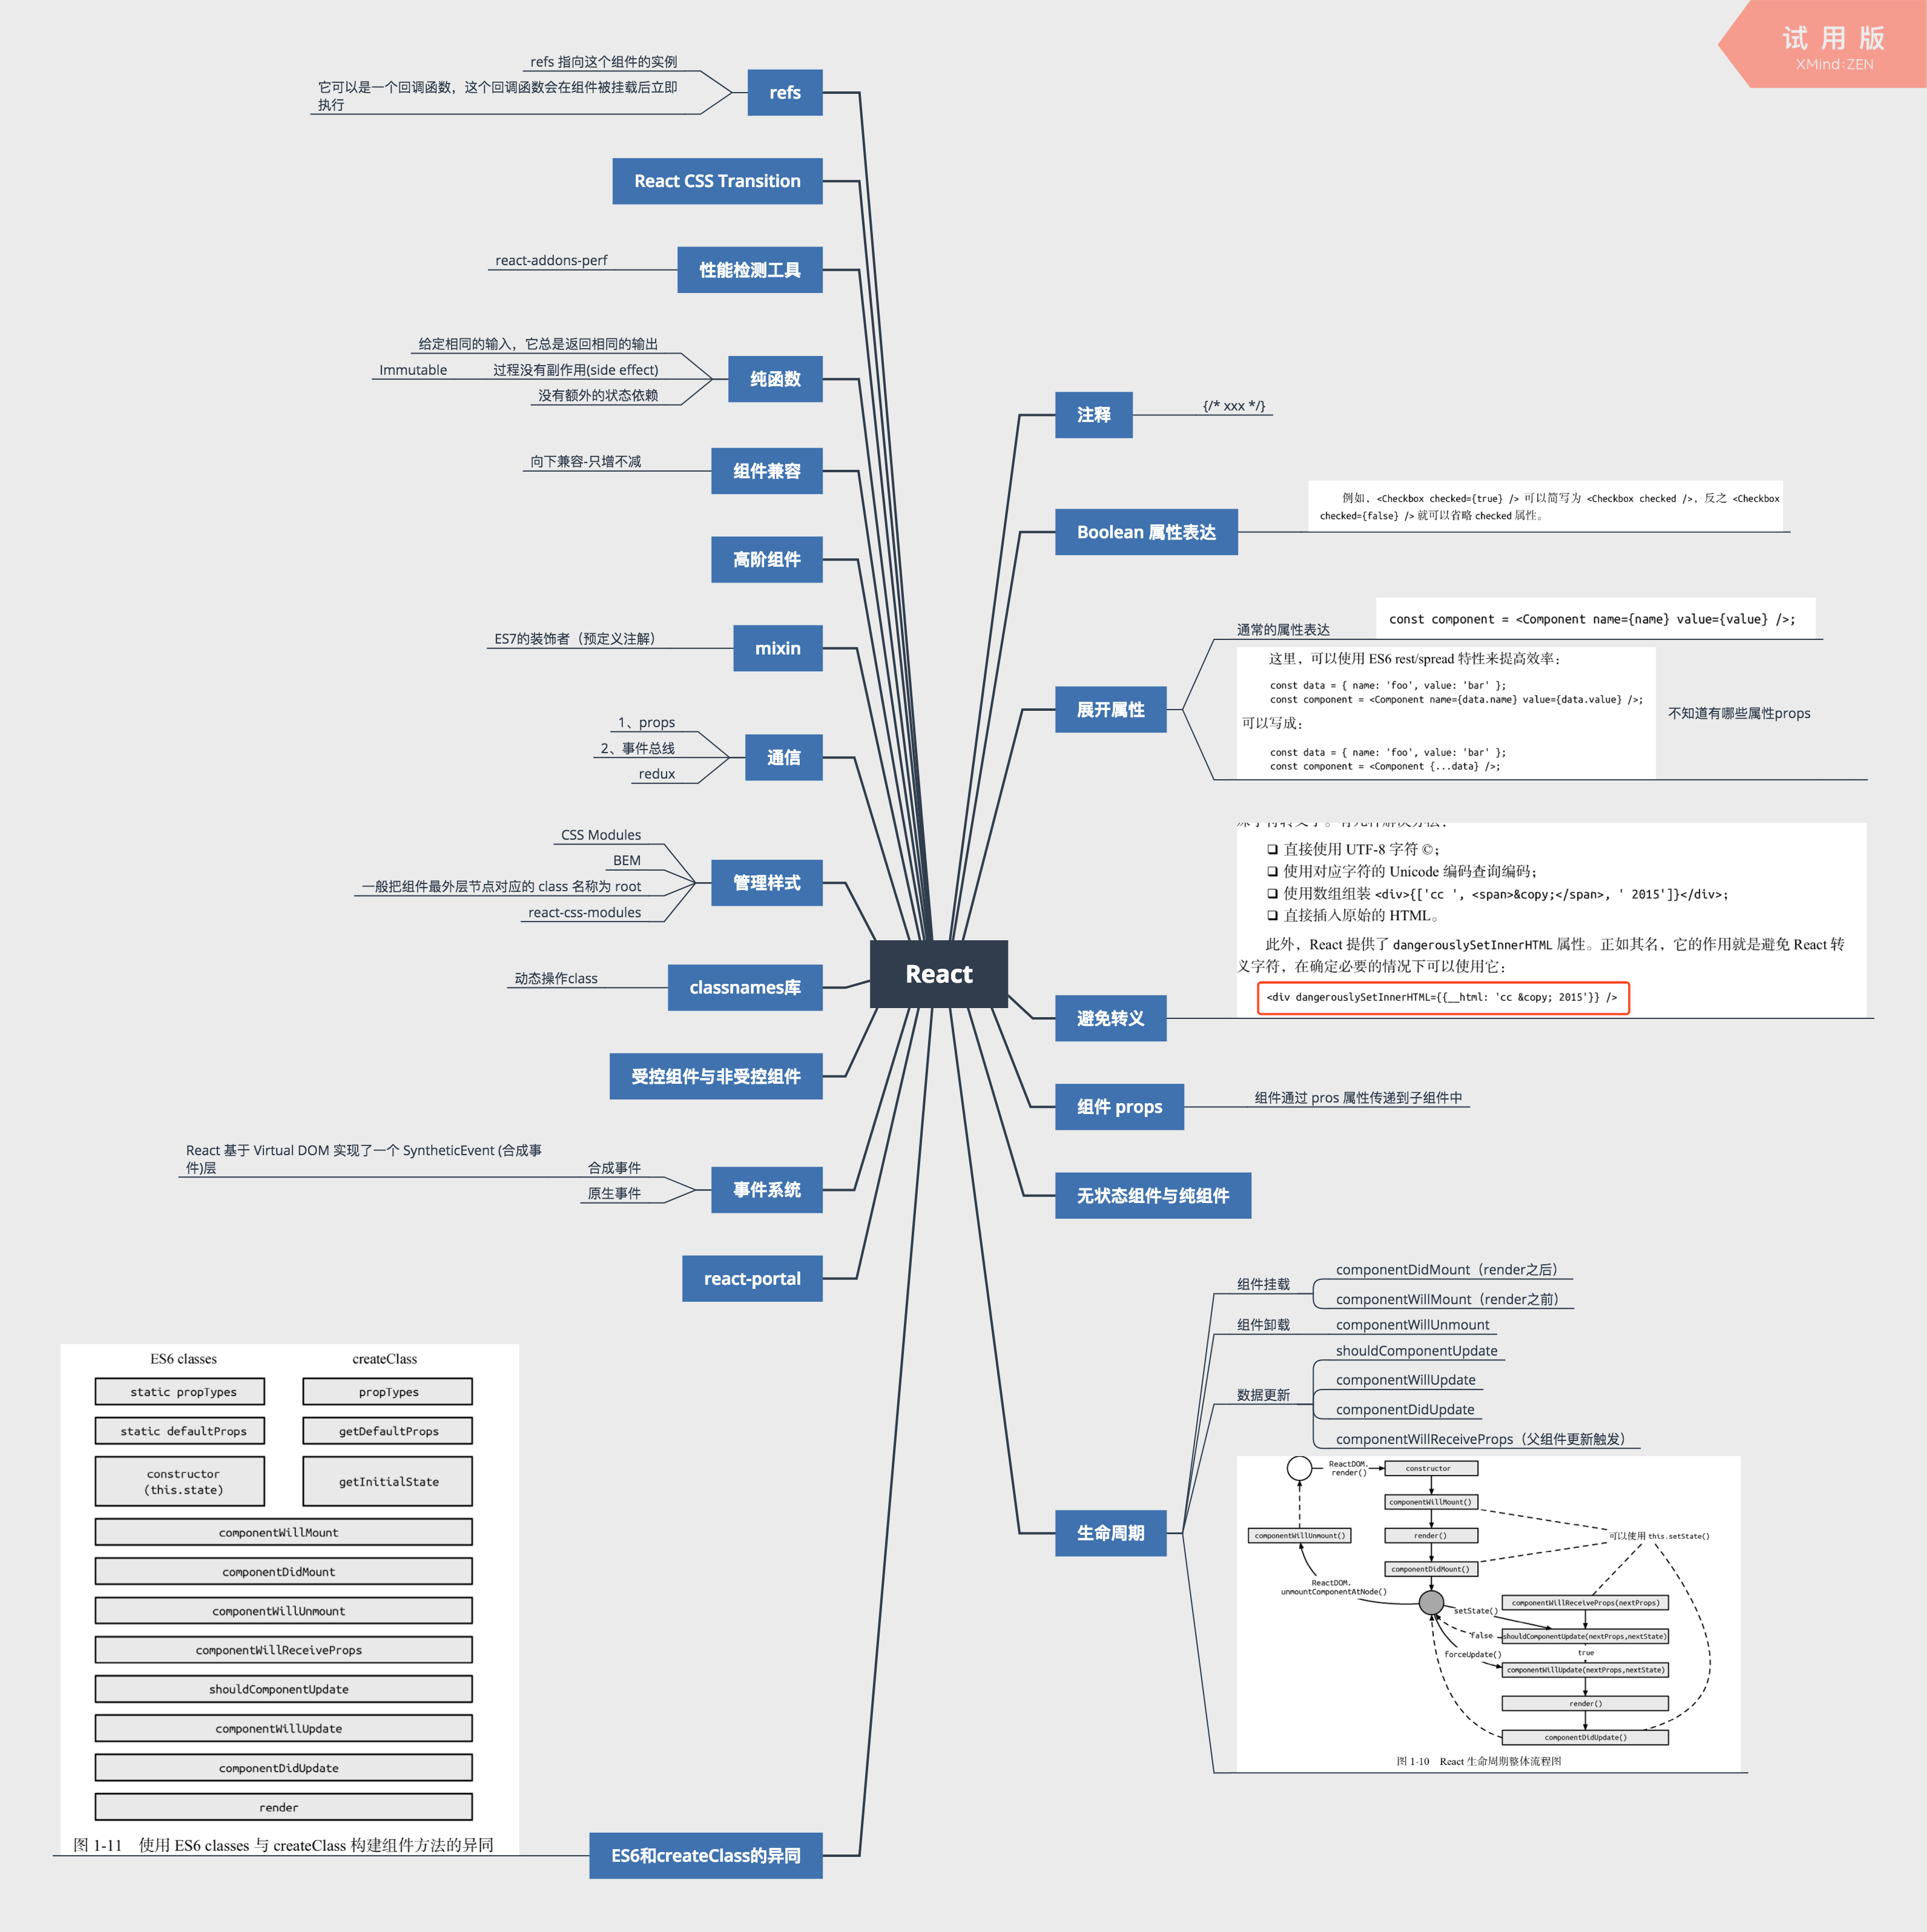 试 用 版
XMind:ZEN
React
注释
{/* xxx */}
Boolean 属性表达
例如，<Checkbox checked={true} /> 可以简写为 <Checkbox checked />，反之 <Checkbox
checked={false} /> 就可以省略 checked 属性。
展开属性
通常的属性表达
const component = <Component name={name} value={value} />;
这里，可以使用 ES6 rest/spread 特性来提高效率：
const data = { name: 'foo', value: 'bar' };
const component = <Component name={data.name} value={data.value} />;
可以写成：
const data = { name: 'foo', value: 'bar' };
const component = <Component {...data} />;
不知道有哪些属性props
避免转义
❑ 直接使用 UTF-8 字符 ©；
❑ 使用对应字符的 Unicode 编码查询编码；
❑ 使用数组组装 <div>{['cc ', <span>&copy;</span>, ' 2015']}</div>；
❑ 直接插入原始的 HTML。
此外，React 提供了 dangerouslySetInnerHTML 属性。正如其名，它的作用就是避免 React 转
义字符，在确定必要的情况下可以使用它：
<div dangerouslySetInnerHTML={{__html: 'cc &copy; 2015'}} />
组件 props
组件通过 pros 属性传递到子组件中
无状态组件与纯组件
生命周期
组件挂载
componentDidMount（render之后）
componentWillMount（render之前）
组件卸载
componentWillUnmount
数据更新
shouldComponentUpdate
componentWillUpdate
componentDidUpdate
componentWillReceiveProps（父组件更新触发）
ReactDOM.
render()
constructor
componentWillMount()
componentWillUnmount()
render()
可以使用 this.setState()
componentDidMount()
ReactDOM.
unmountComponentAtNode()
componentWillReceiveProps(nextProps)
setState()
false
shouldComponentUpdate(nextProps,nextState)
true
forceUpdate()
componentWillUpdate(nextProps,nextState)
render()
componentDidUpdate()
图 1-10 React 生命周期整体流程图
refs
refs 指向这个组件的实例
它可以是一个回调函数，这个回调函数会在组件被挂载后立即
执行
React CSS Transition
性能检测工具
react-addons-perf
纯函数
给定相同的输入，它总是返回相同的输出
过程没有副作用(side effect)
Immutable
没有额外的状态依赖
组件兼容
向下兼容-只增不减
高阶组件
mixin
ES7的装饰者（预定义注解）
通信
1、props
2、事件总线
redux
管理样式
CSS Modules
BEM
一般把组件最外层节点对应的 class 名称为 root
react-css-modules
classnames库
动态操作class
受控组件与非受控组件
事件系统
合成事件
React 基于 Virtual DOM 实现了一个 SyntheticEvent (合成事
件)层
原生事件
react-portal
ES6和createClass的异同
ES6 classes
createClass
static propTypes
propTypes
static defaultProps
getDefaultProps
constructor
(this.state)
getInitialState
componentWillMount
componentDidMount
componentWillUnmount
componentWillReceiveProps
shouldComponentUpdate
componentWillUpdate
componentDidUpdate
render
图 1-11 使用 ES6 classes 与 createClass 构建组件方法的异同